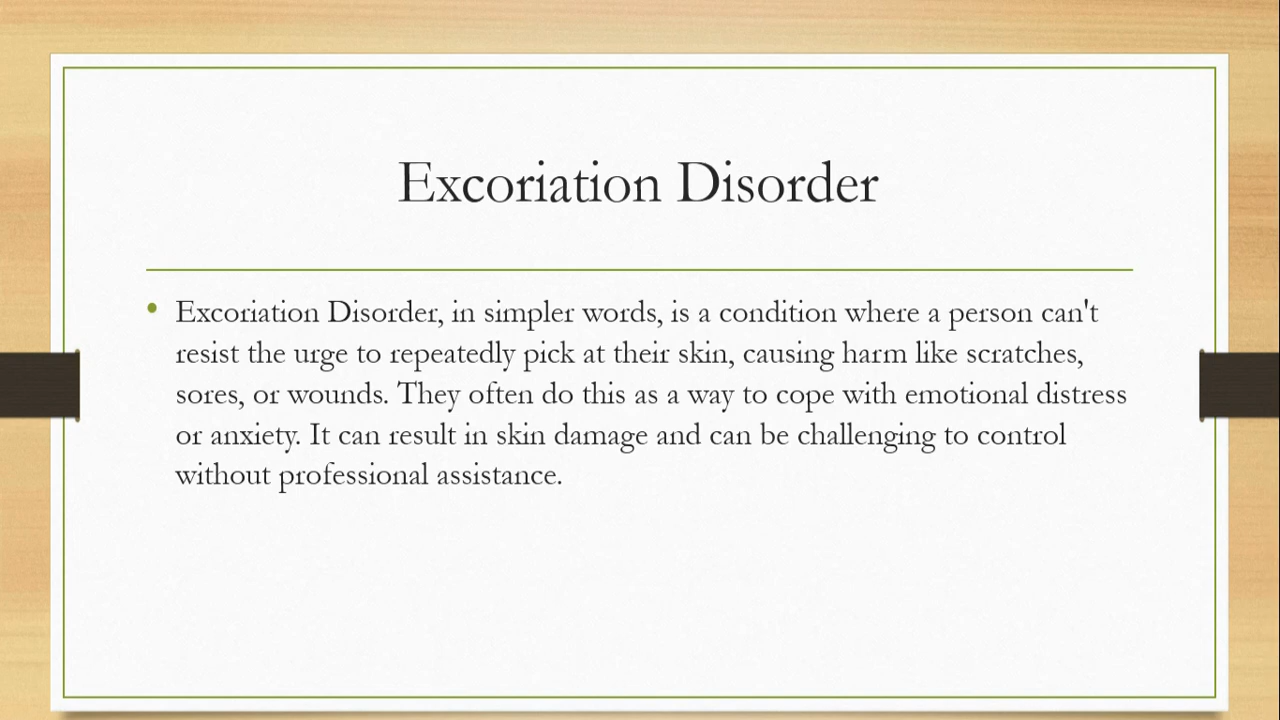 Excoriation Disorder
• Excoriation Disorder, in simpler words, is a condition where a person can't
resist the urge to repeatedly pick at their skin, causing harm like scratches,
sores, or wounds. They often do this as a way to cope with emotional distress
or anxiety. It can result in skin damage and can be challenging to control
without professional assistance.